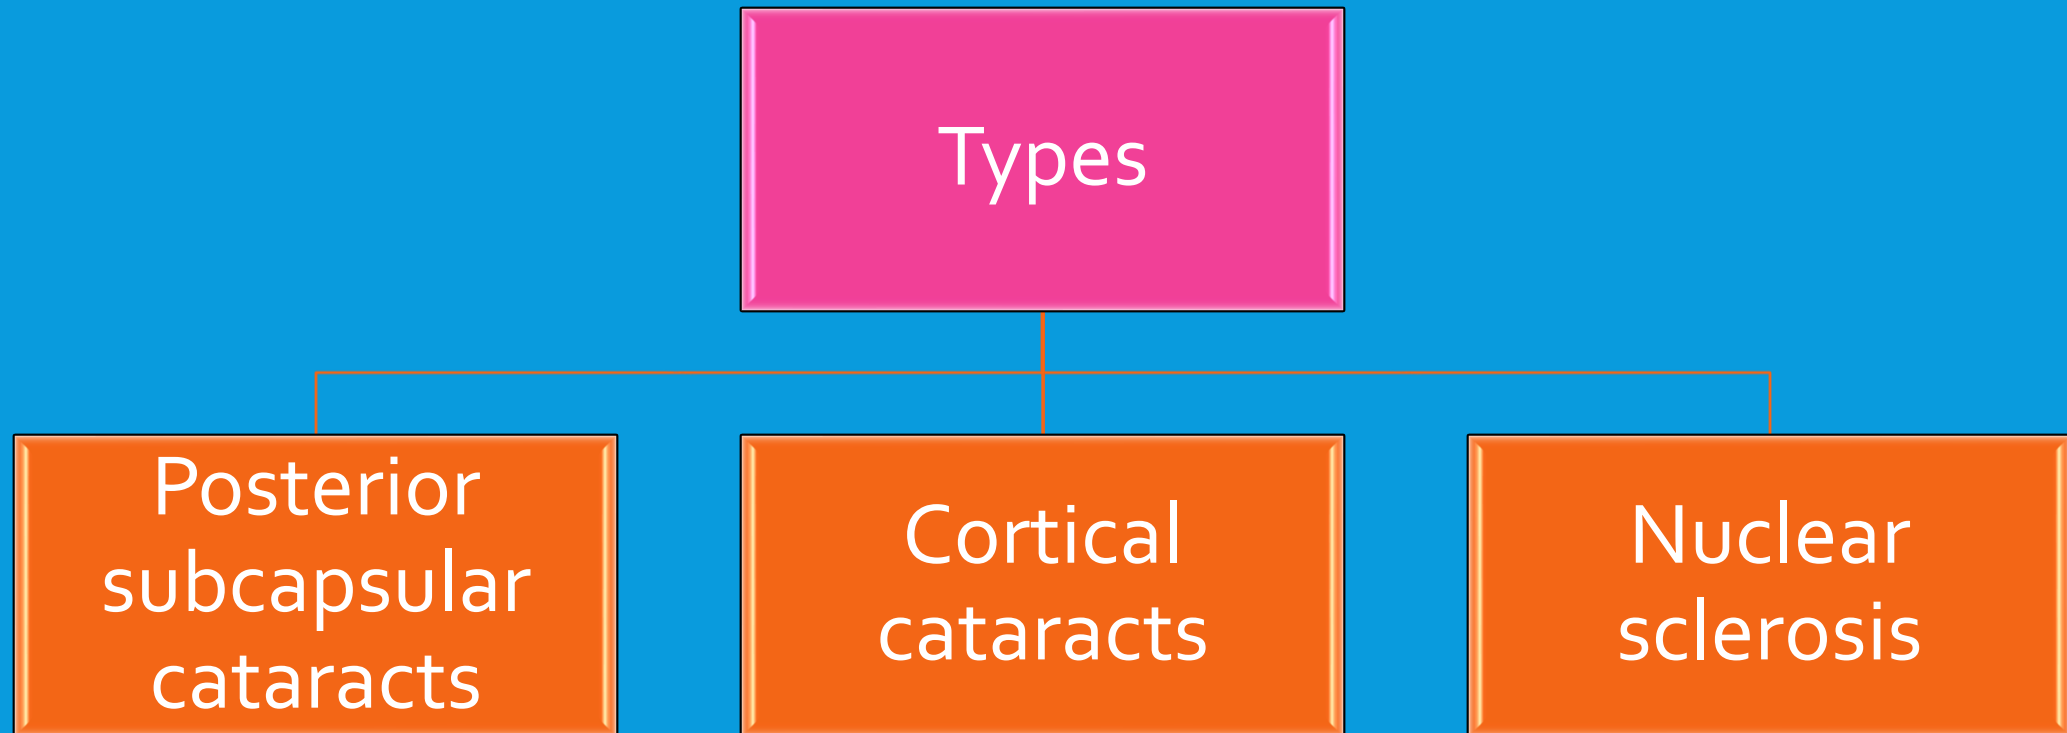 Types
Posterior
subcapsular
cataracts
Cortical
cataracts
Nuclear
sclerosis